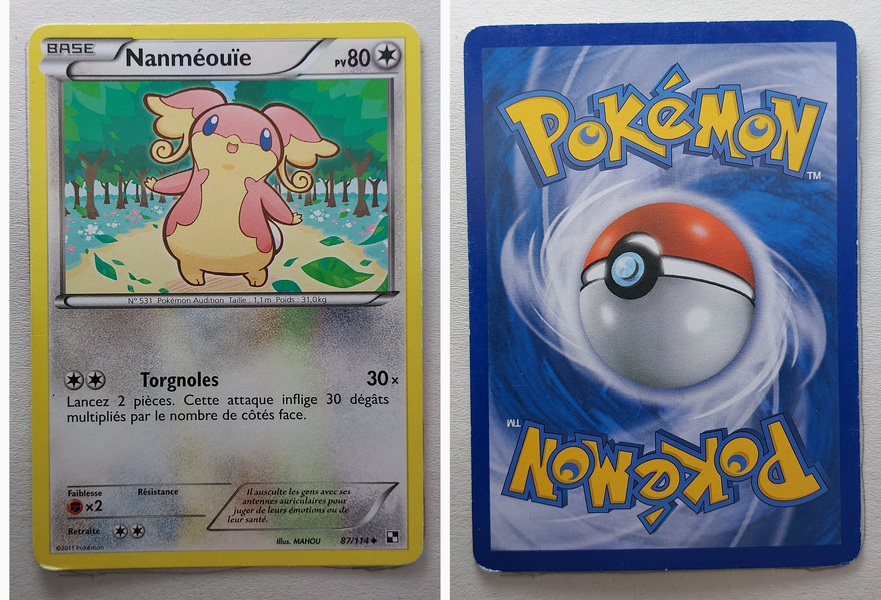 BASE Nanméouïe PV 80
N° 531 Pokémon Audition Taille : 1,1 m Poids : 31,0 kg
Torgnoles 30×
Lancez 2 pièces. Cette attaque inflige 30 dégâts
multipliés par le nombre de côtés face.
Faiblesse Résistance
×2
Retraite
Il ausculte les gens avec ses
antennes auriculaires pour
juger de leurs émotions ou de
leur santé.
Illus. MAHOU 87/114
©2011 Pokémon
POKéMON
TM
TM
POKéMON